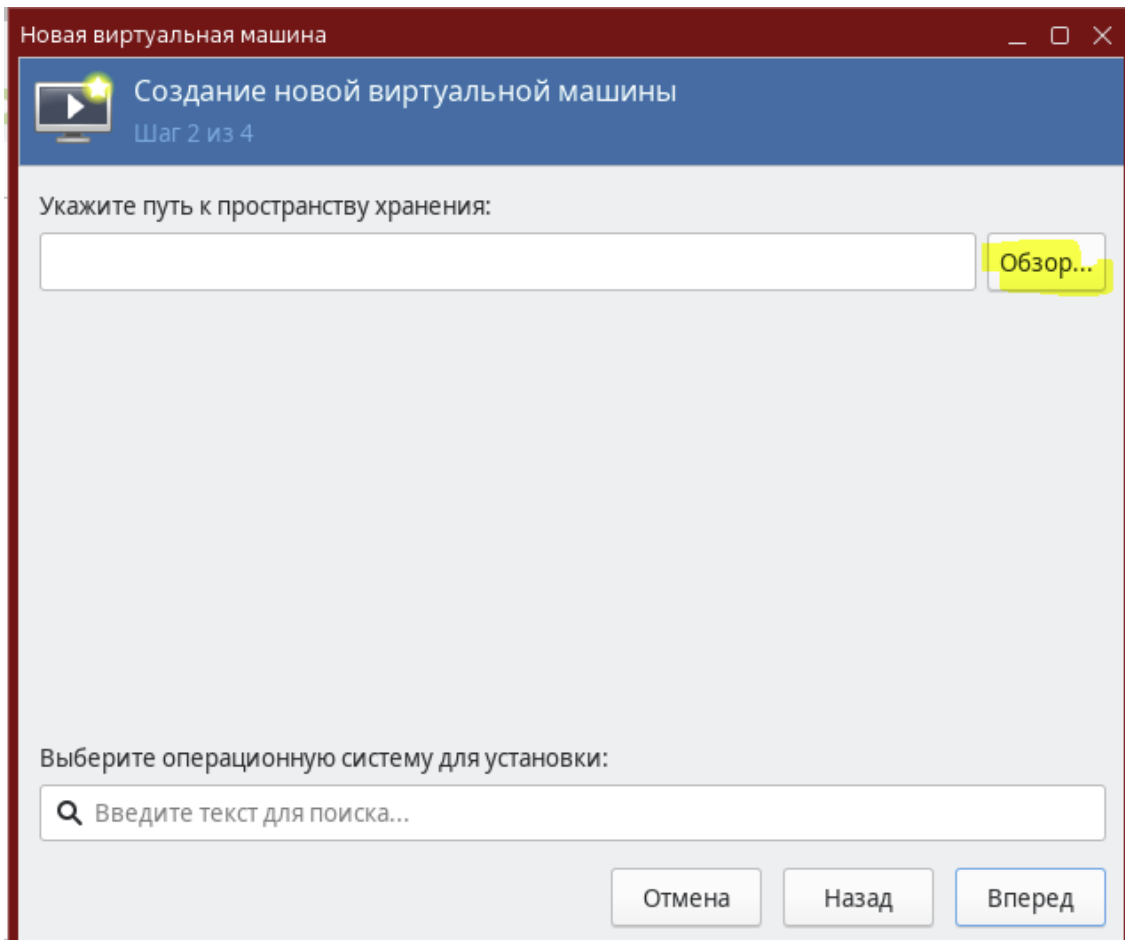 Новая виртуальная машина
Создание новой виртуальной машины
Шаг 2 из 4
Укажите путь к пространству хранения:
Обзор...
Выберите операционную систему для установки:
Введите текст для поиска...
Отмена Назад Вперед